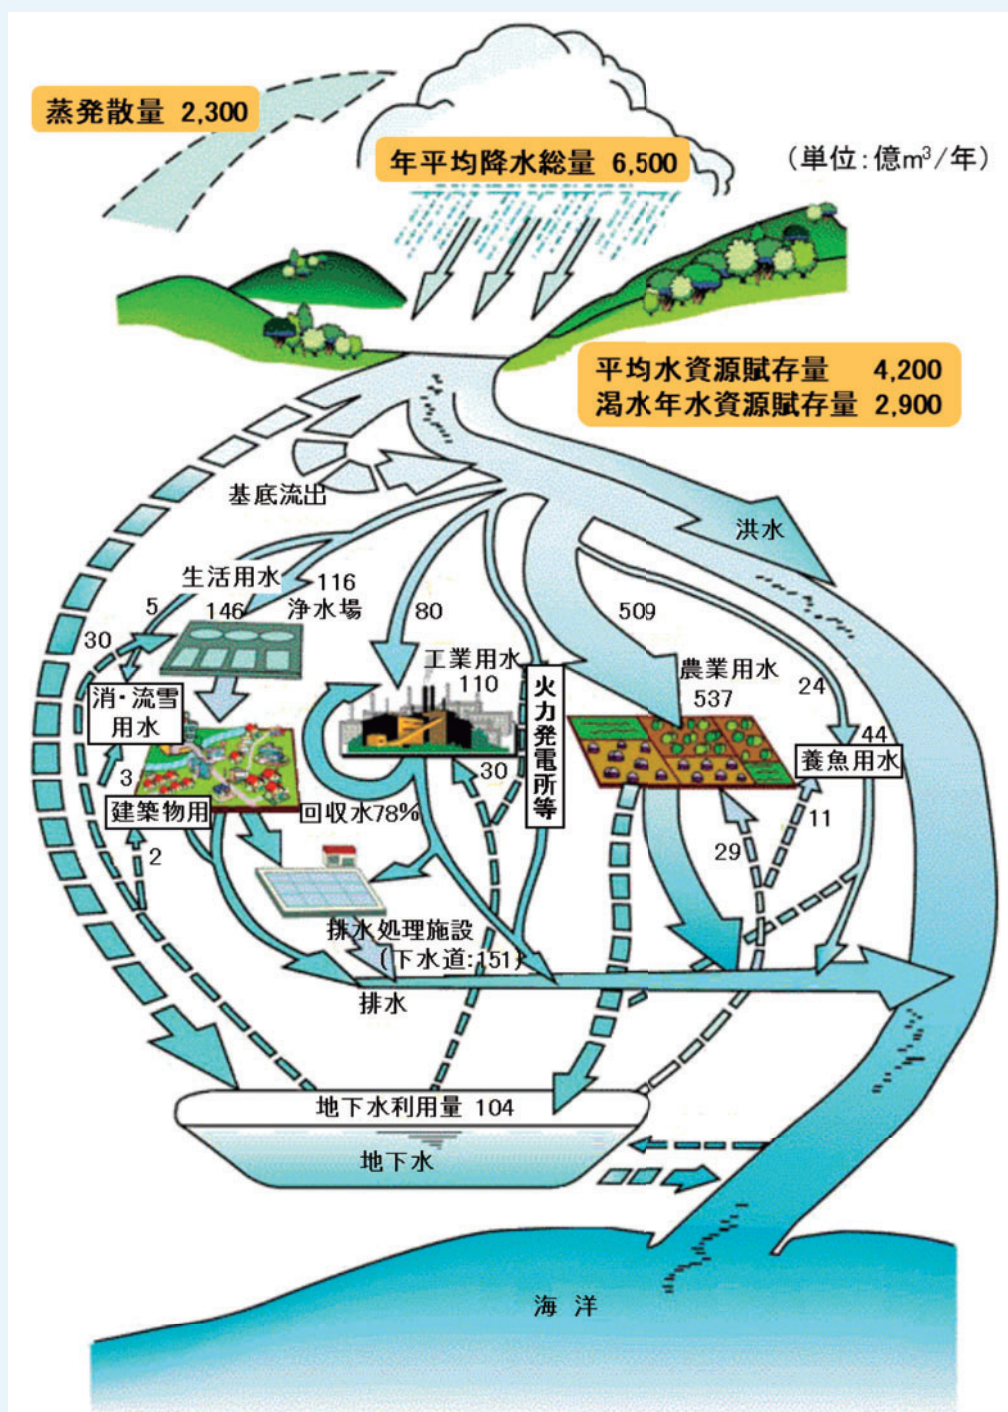 蒸発散量 2,300
年平均降水総量 6,500
（単位：億m³/年）
平均水資源賦存量 4,200
渇水年水資源賦存量 2,900
基底流出
洪水
生活用水
146
116
浄水場
5
30
80
509
工業用水
110
農業用水
537
24
44
消・流雪
用水
火力発電所等
養魚用水
3
建築物用
回収水78%
30
11
2
29
排水処理施設
（下水道:151）
排水
地下水利用量 104
地下水
海 洋